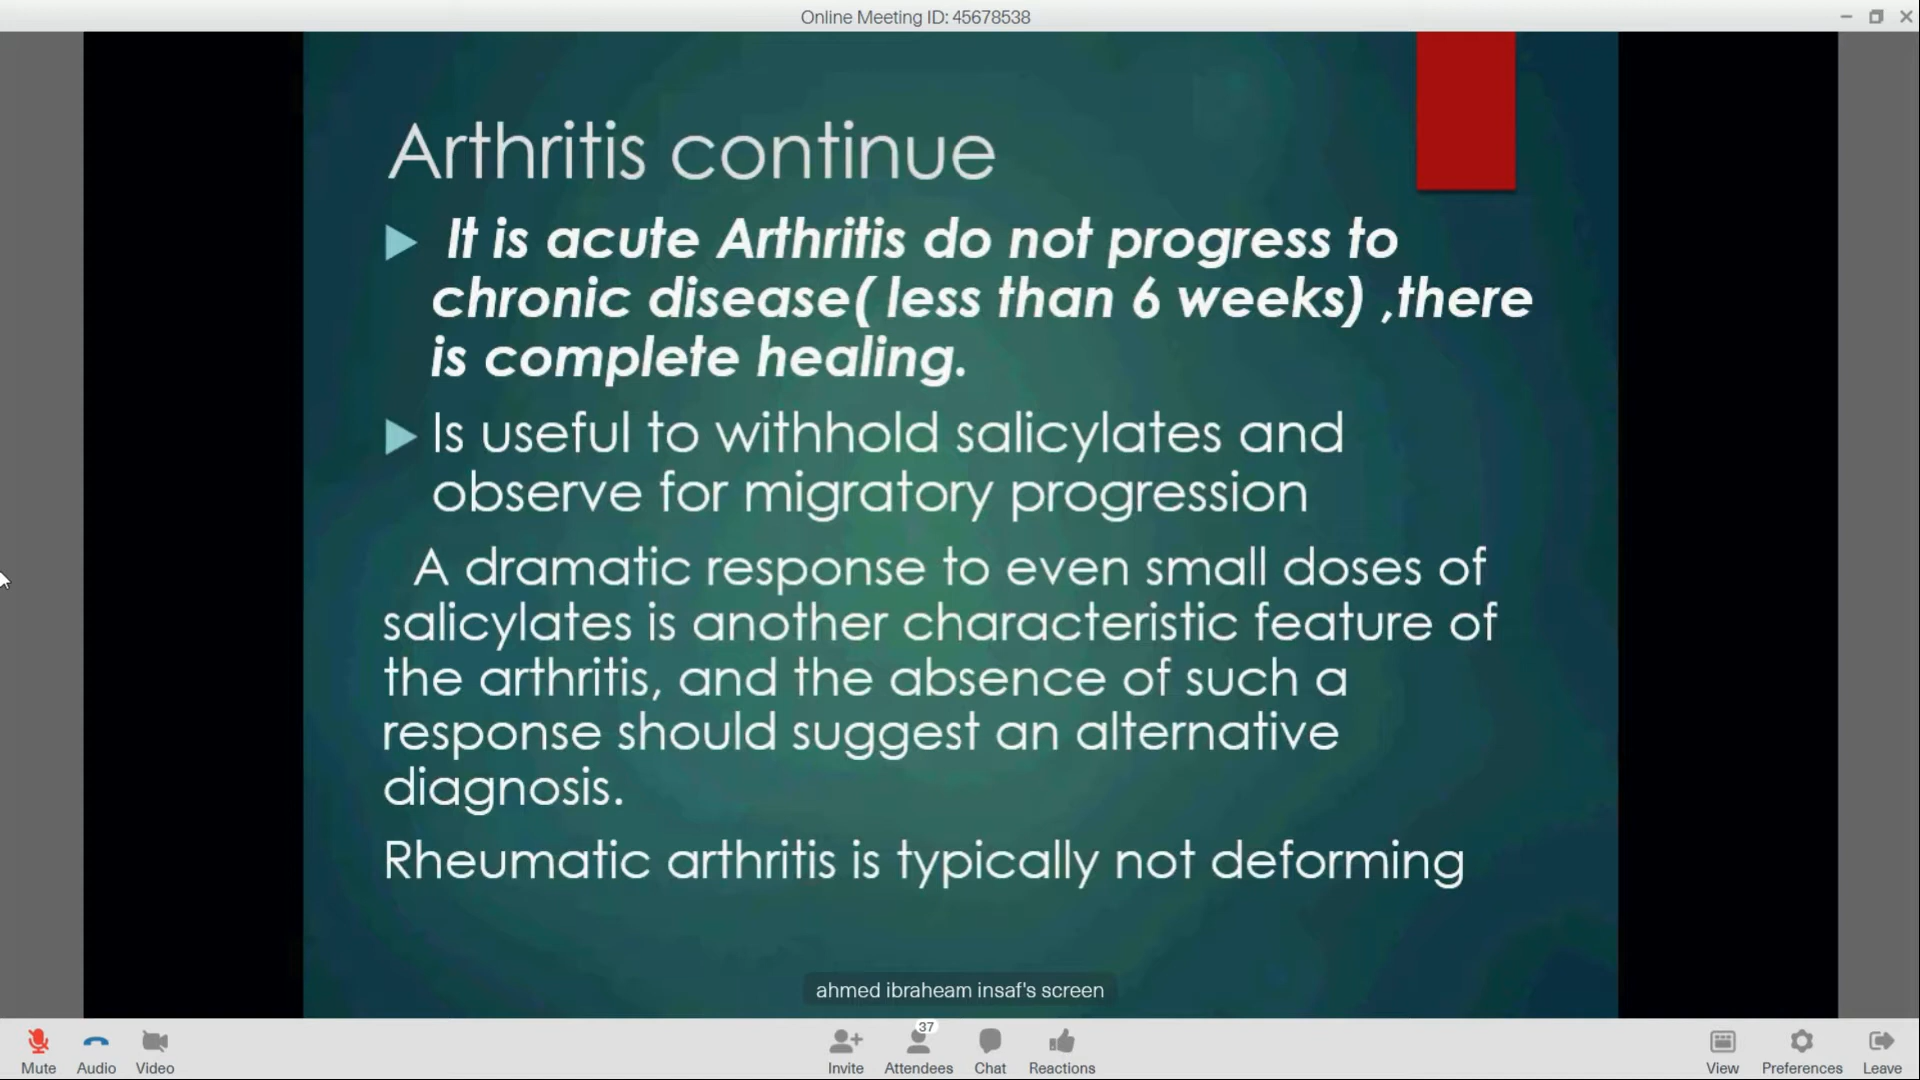 Online Meeting ID: 45678538
Arthritis continue
It is acute Arthritis do not progress to
chronic disease( less than 6 weeks) ,there
is complete healing.
Is useful to withhold salicylates and
observe for migratory progression
A dramatic response to even small doses of
salicylates is another characteristic feature of
the arthritis, and the absence of such a
response should suggest an alternative
diagnosis.
Rheumatic arthritis is typically not deforming
ahmed ibraheam insaf's screen
37
Mute Audio Video Invite Attendees Chat Reactions View Preferences Leave